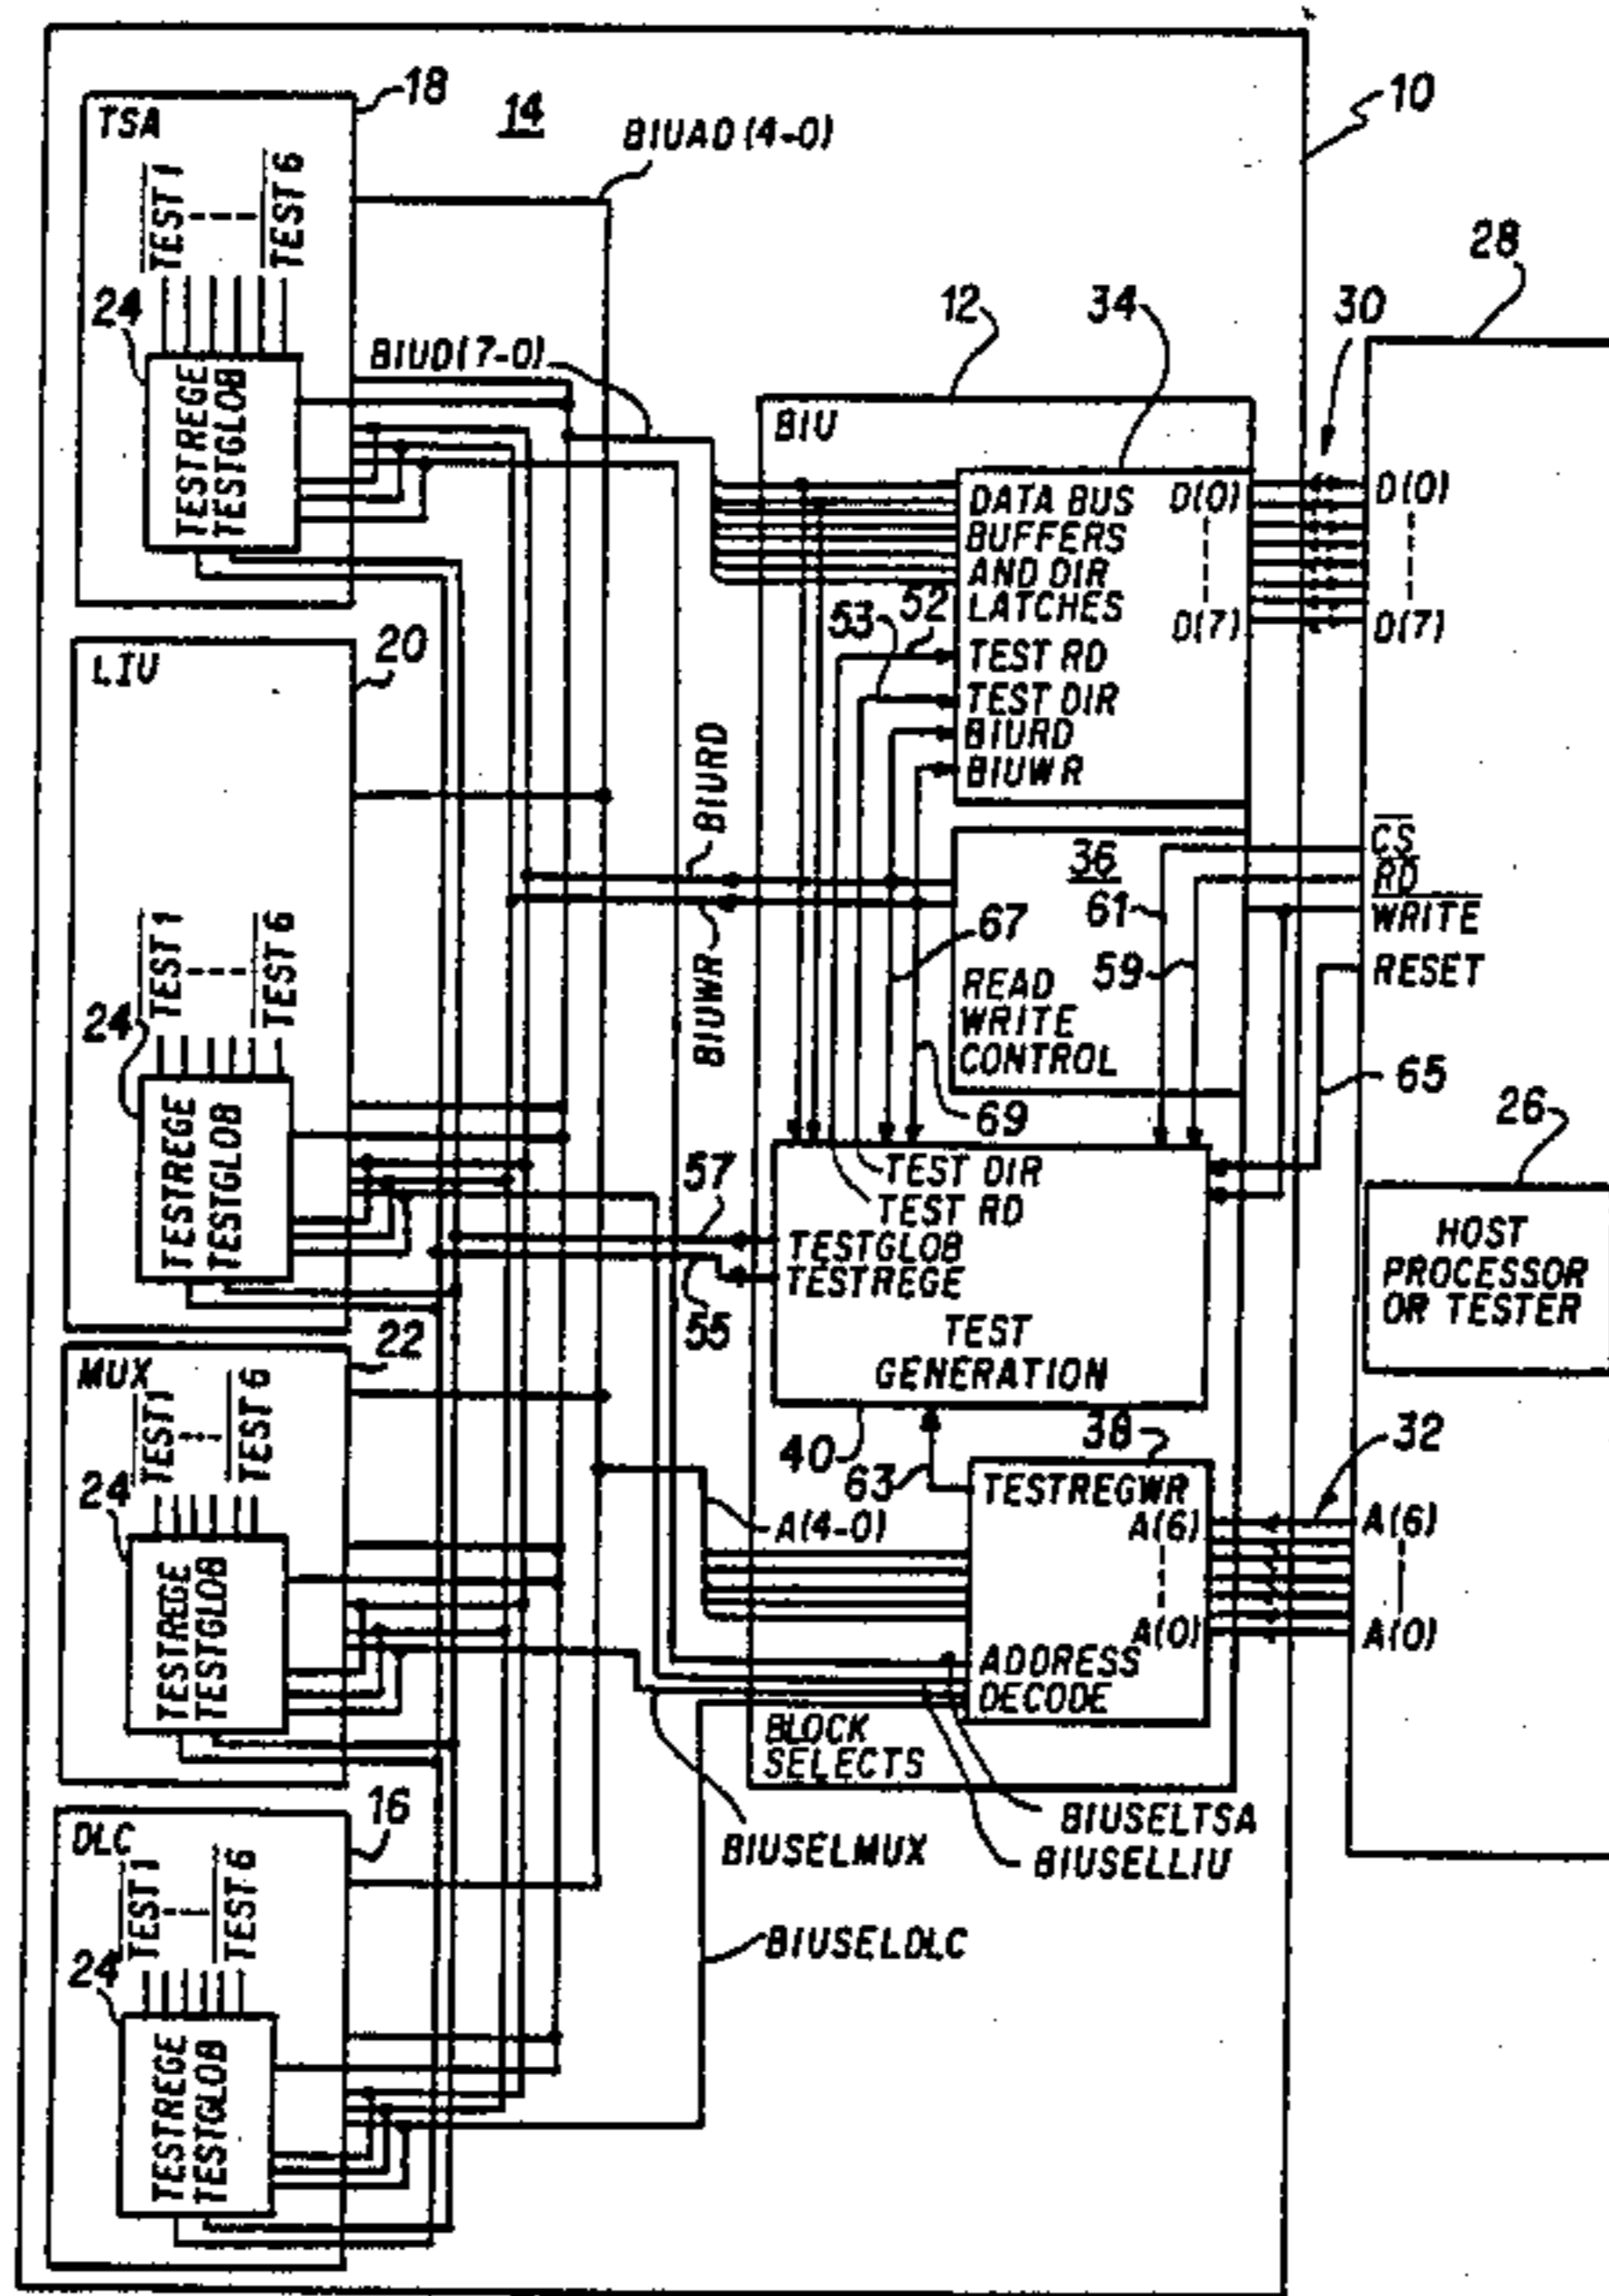 10
14
18
TSA
TEST 1
TEST 6
24
TESTREGE
TESTGLOB
BIUAD (4-0)
BIUD (7-0)
20
LIU
TEST 1
TEST 6
24
TESTREGE
TESTGLOB
22
MUX
TEST 1
TEST 6
24
TESTREGE
TESTGLOB
16
DLC
TEST 1
TEST 6
24
TESTREGE
TESTGLOB
BIURD
BIUWR
57
55
12
BIU
34
DATA BUS
BUFFERS
AND DIR
LATCHES
D(0)
D(7)
52
53
TEST RD
TEST DIR
BIURD
BIUWR
36
READ
WRITE
CONTROL
61
59
67
69
TEST DIR
TEST RD
TESTGLOB
TESTREGE
TEST
GENERATION
40
63
38
TESTREGWR
A(6)
A(0)
A(4-0)
ADDRESS
DECODE
BLOCK
SELECTS
BIUSELTSA
BIUSELLIU
BIUSELMUX
BIUSELDLC
28
30
D(0)
D(7)
CS
RD
WRITE
RESET
65
26
HOST
PROCESSOR
OR TESTER
32
A(6)
A(0)